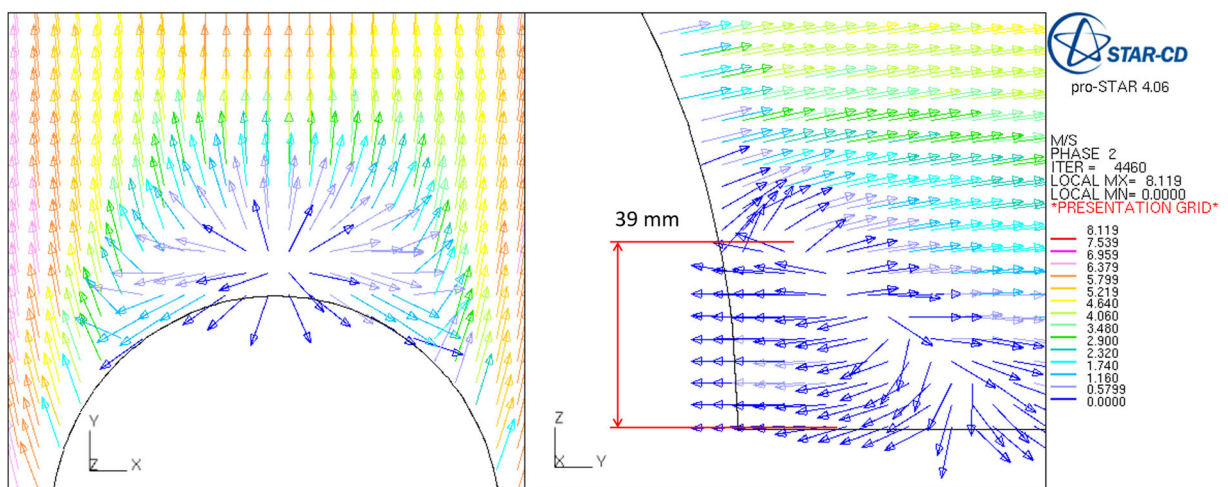 STAR-CD
pro-STAR 4.06
M/S
PHASE 2
ITER = 4460
LOCAL MX= 8.119
LOCAL MN= 0.0000
*PRESENTATION GRID*
8.119
7.539
6.959
6.379
5.799
5.219
4.640
4.060
3.480
2.900
2.320
1.740
1.160
0.5799
0.0000
39 mm
Y
Z X
Z
X Y